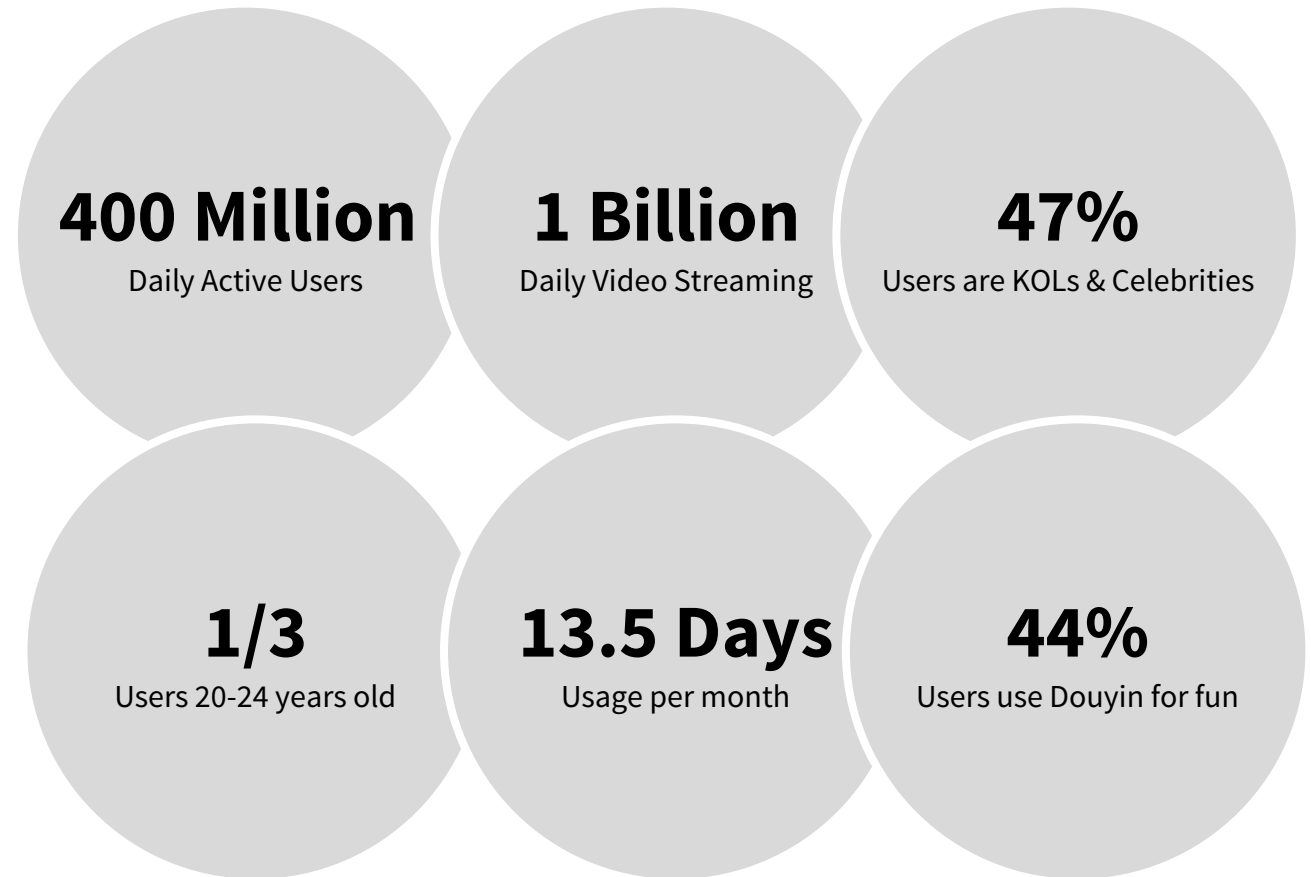 400 Million
Daily Active Users
1 Billion
Daily Video Streaming
47%
Users are KOLs & Celebrities
1/3
Users 20-24 years old
13.5 Days
Usage per month
44%
Users use Douyin for fun